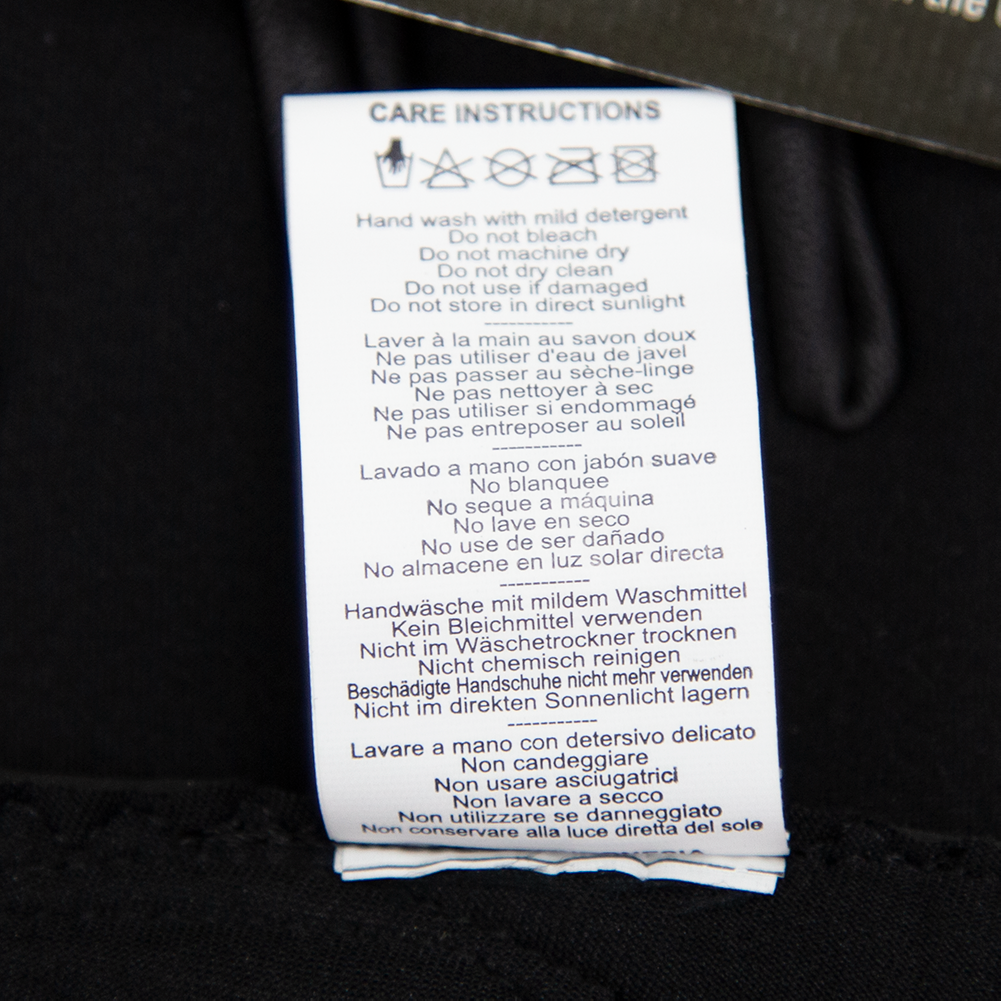 the
CARE INSTRUCTIONS
Hand wash with mild detergent
Do not bleach
Do not machine dry
Do not dry clean
Do not use if damaged
Do not store in direct sunlight
-----------
Laver à la main au savon doux
Ne pas utiliser d'eau de javel
Ne pas passer au sèche-linge
Ne pas nettoyer à sec
Ne pas utiliser si endommagé
Ne pas entreposer au soleil
-----------
Lavado a mano con jabón suave
No blanquee
No seque a máquina
No lave en seco
No use de ser dañado
No almacene en luz solar directa
-----------
Handwäsche mit mildem Waschmittel
Kein Bleichmittel verwenden
Nicht im Wäschetrockner trocknen
Nicht chemisch reinigen
Beschädigte Handschuhe nicht mehr verwenden
Nicht im direkten Sonnenlicht lagern
-----------
Lavare a mano con detersivo delicato
Non candeggiare
Non usare asciugatrici
Non lavare a secco
Non utilizzare se danneggiato
Non conservare alla luce diretta del sole